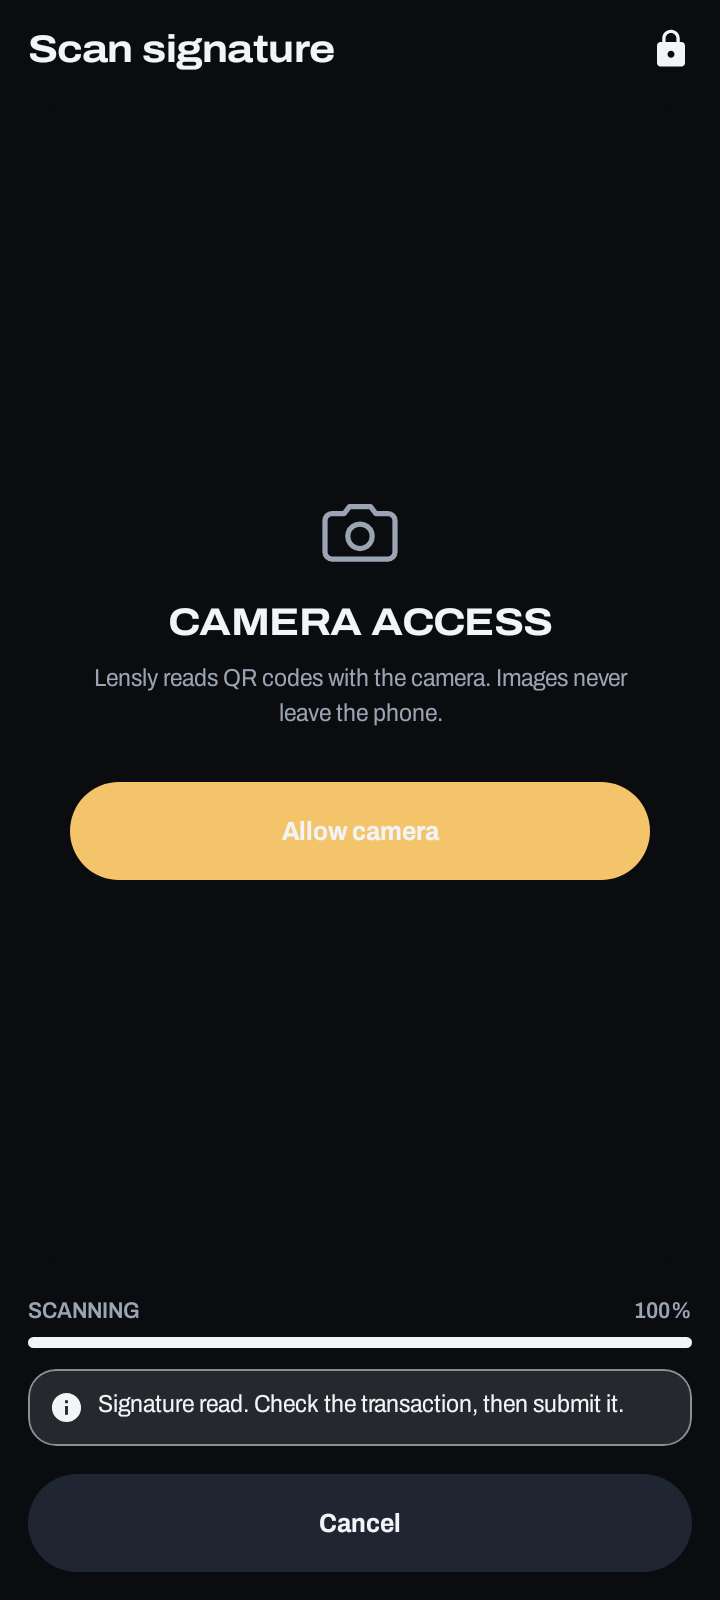 Scan signature
CAMERA ACCESS
Lensly reads QR codes with the camera. Images never
leave the phone.
Allow camera
SCANNING 100%
Signature read. Check the transaction, then submit it.
Cancel